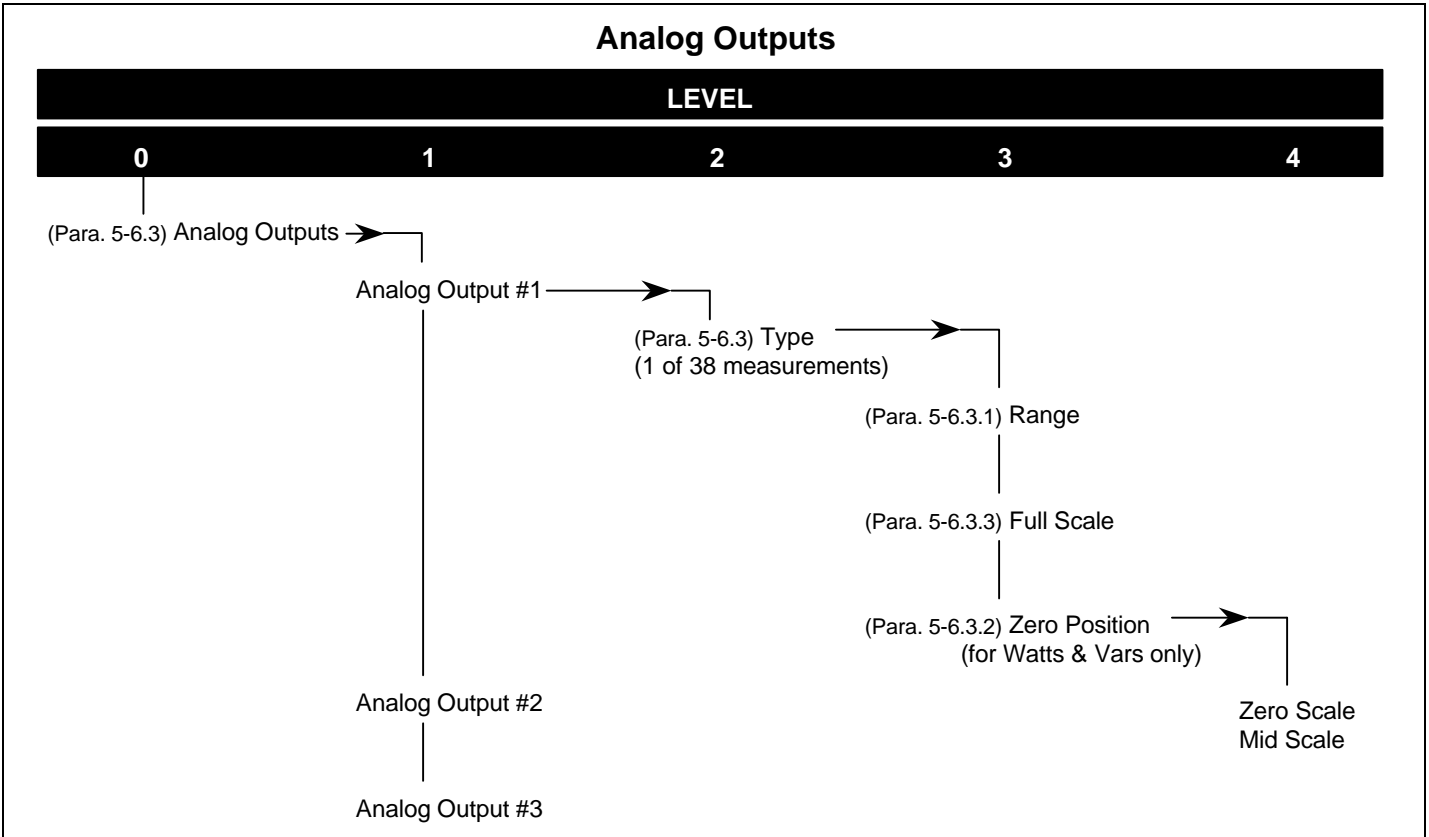 Analog Outputs
LEVEL
0 1 2 3 4
(Para. 5-6.3) Analog Outputs
Analog Output #1
(Para. 5-6.3) Type
(1 of 38 measurements)
(Para. 5-6.3.1) Range
(Para. 5-6.3.3) Full Scale
(Para. 5-6.3.2) Zero Position
(for Watts & Vars only)
Analog Output #2
Zero Scale
Mid Scale
Analog Output #3